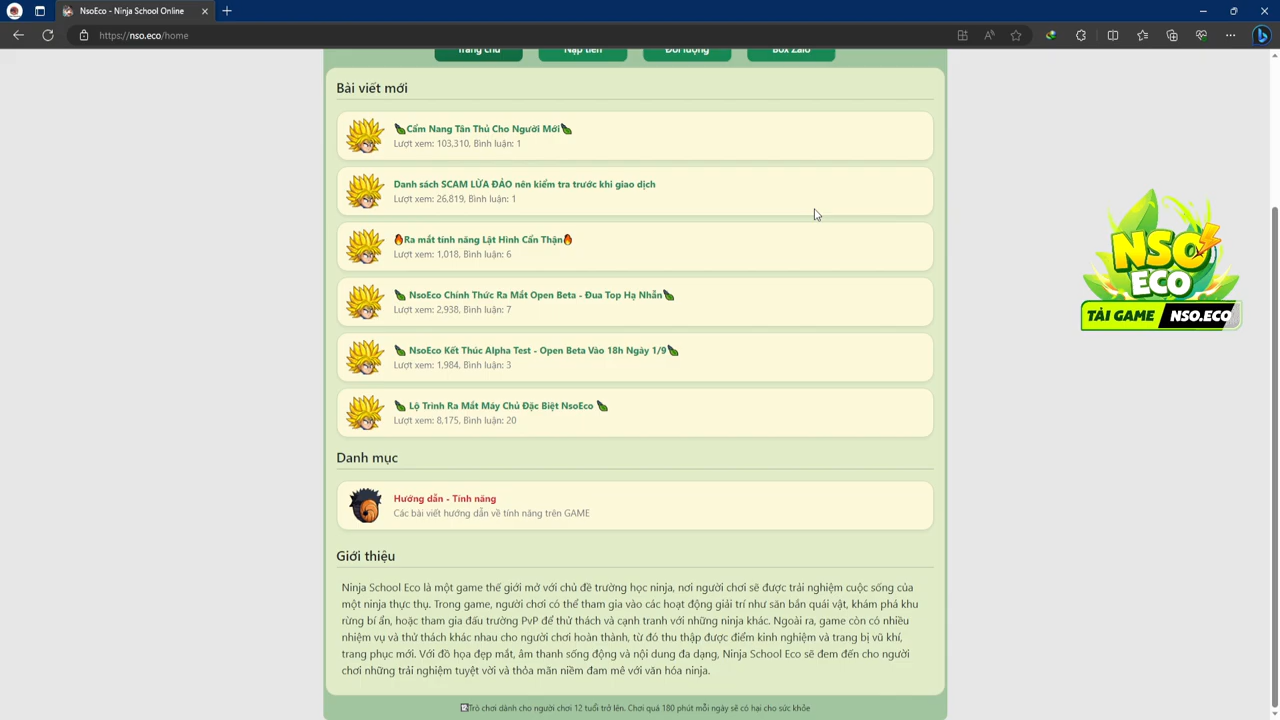 NsoEco - Ninja School Online
https://nso.eco/home
Trang chủ
Nạp tiền
Đổi lượng
Box Zalo
Bài viết mới
Cẩm Nang Tân Thủ Cho Người Mới
Lượt xem: 103,310, Bình luận: 1
Danh sách SCAM LỪA ĐẢO nên kiểm tra trước khi giao dịch
Lượt xem: 26,819, Bình luận: 1
Ra mắt tính năng Lật Hình Cẩn Thận
Lượt xem: 1,018, Bình luận: 6
NsoEco Chính Thức Ra Mắt Open Beta - Đua Top Hạ Nhẫn
Lượt xem: 2,938, Bình luận: 7
NsoEco Kết Thúc Alpha Test - Open Beta Vào 18h Ngày 1/9
Lượt xem: 1,984, Bình luận: 3
Lộ Trình Ra Mắt Máy Chủ Đặc Biệt NsoEco
Lượt xem: 8,175, Bình luận: 20
NSO
ECO
TẢI GAME NSO.ECO
Danh mục
Hướng dẫn - Tính năng
Các bài viết hướng dẫn về tính năng trên GAME
Giới thiệu
Ninja School Eco là một game thế giới mở với chủ đề trường học ninja, nơi người chơi sẽ được trải nghiệm cuộc sống của
một ninja thực thụ. Trong game, người chơi có thể tham gia vào các hoạt động giải trí như săn bắn quái vật, khám phá khu
rừng bí ẩn, hoặc tham gia đấu trường PvP để thử thách và cạnh tranh với những ninja khác. Ngoài ra, game còn có nhiều
nhiệm vụ và thử thách khác nhau cho người chơi hoàn thành, từ đó thu thập được điểm kinh nghiệm và trang bị vũ khí,
trang phục mới. Với đồ họa đẹp mắt, âm thanh sống động và nội dung đa dạng, Ninja School Eco sẽ đem đến cho người
chơi những trải nghiệm tuyệt vời và thỏa mãn niềm đam mê với văn hóa ninja.
Trò chơi dành cho người chơi 12 tuổi trở lên. Chơi quá 180 phút mỗi ngày sẽ có hại cho sức khỏe